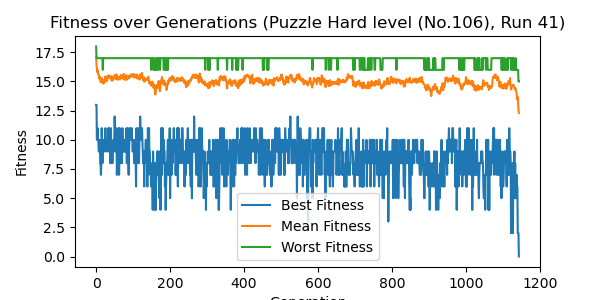 Fitness over Generations (Puzzle Hard level (No.106), Run 41)
Fitness
17.5
15.0
12.5
10.0
7.5
5.0
2.5
0.0
Best Fitness
Mean Fitness
Worst Fitness
0
200
400
600
800
1000
1200
Generation